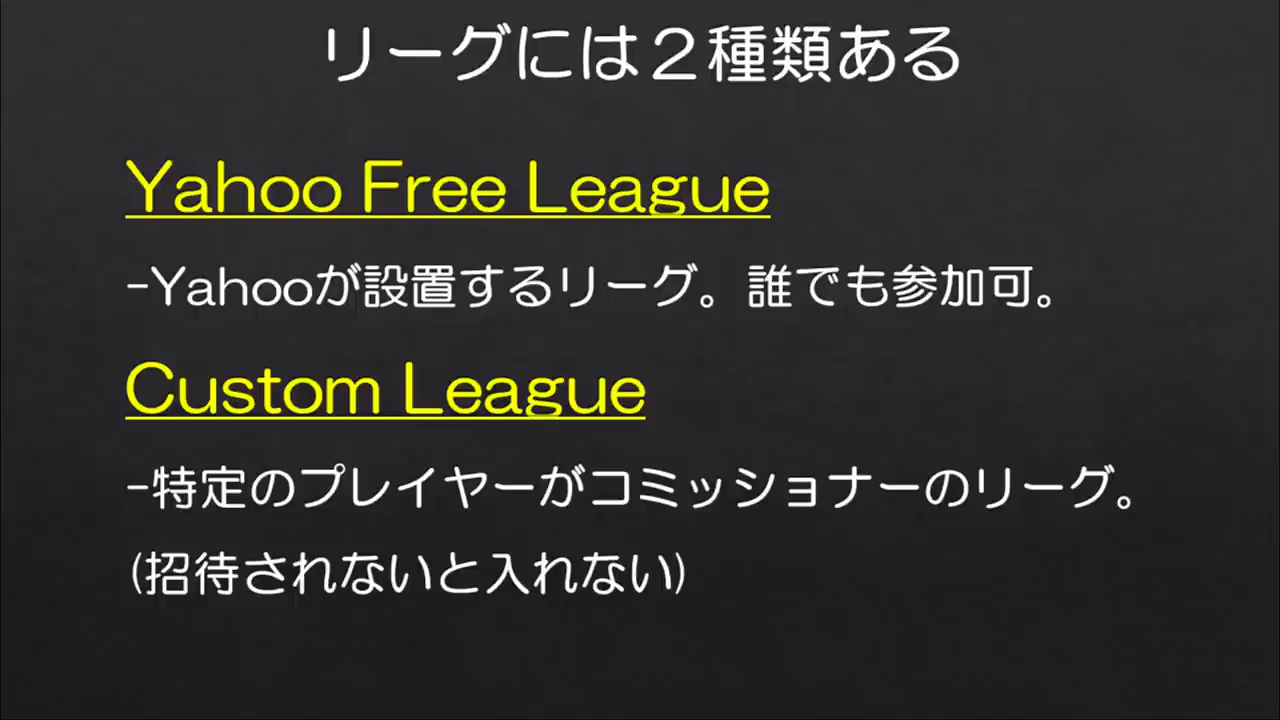 リーグには２種類ある
Yahoo Free League
-Yahooが設置するリーグ。誰でも参加可。
Custom League
-特定のプレイヤーがコミッショナーのリーグ。
(招待されないと入れない)